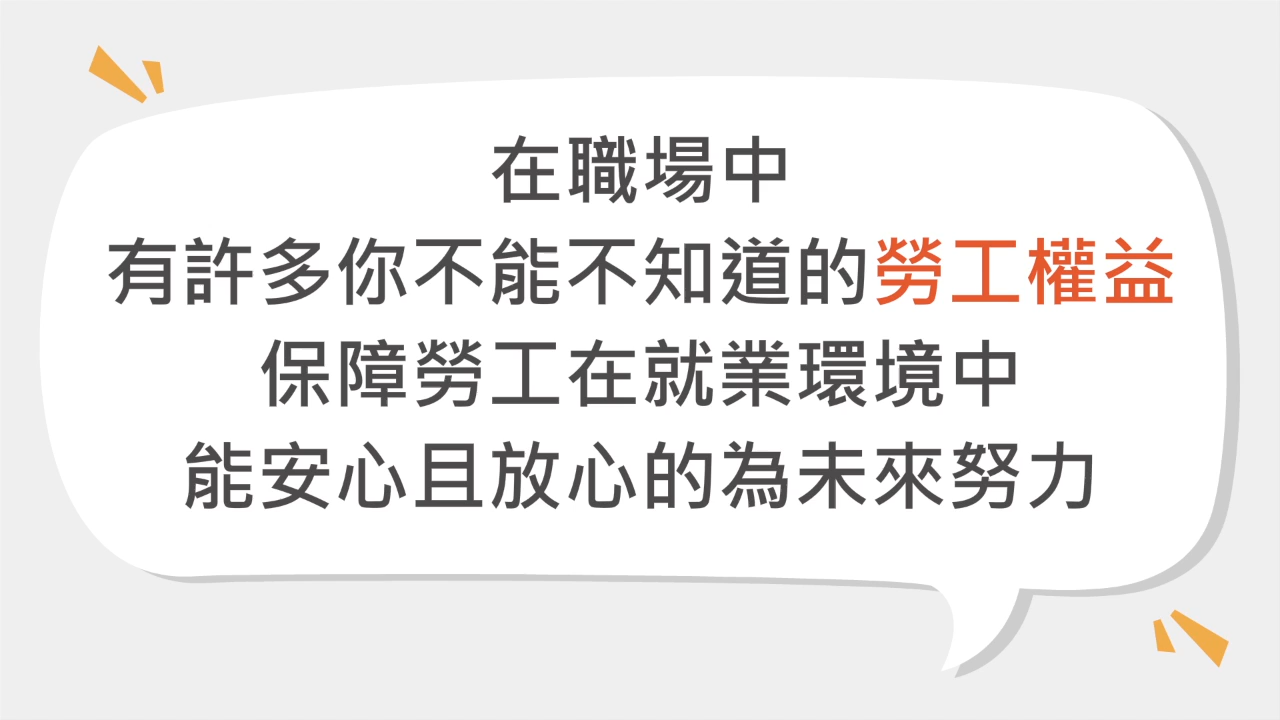 在職場中
有許多你不能不知道的勞工權益
保障勞工在就業環境中
能安心且放心的為未來努力